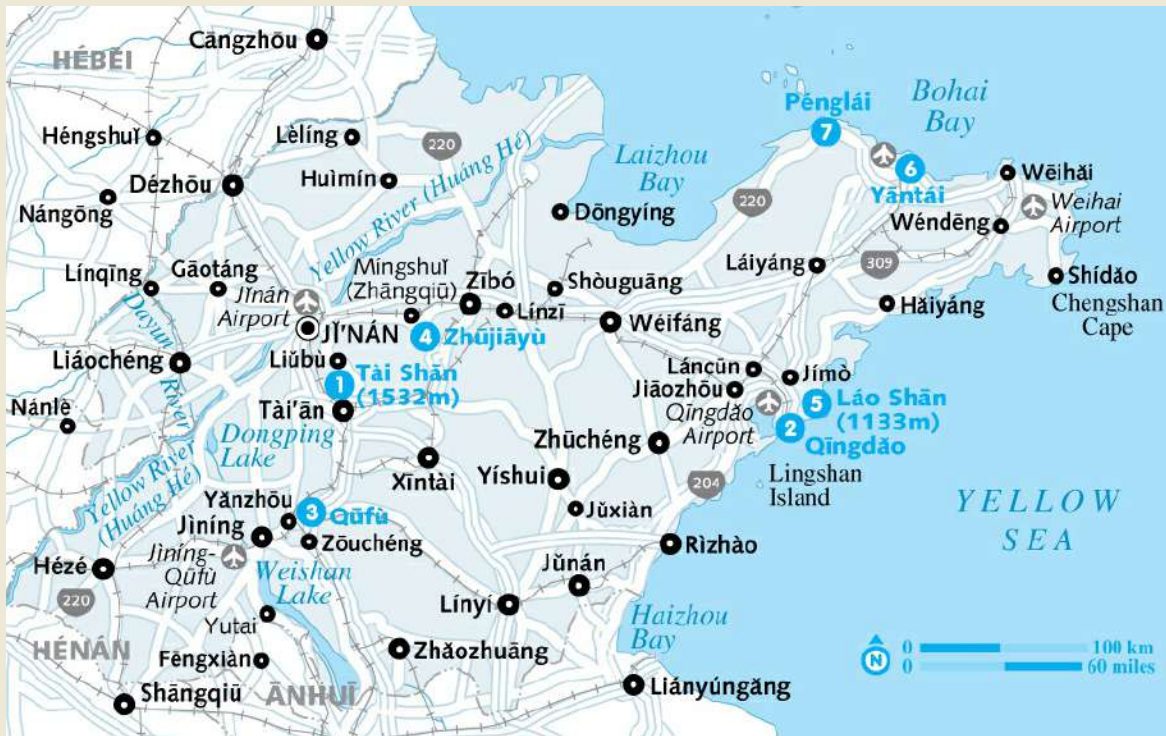 HÉBĚI
Cāngzhōu
Héngshuǐ
Lèlíng
220
Pénglái
7
Bohai
Bay
Dézhōu
Huìmín
Yellow River (Huáng Hé)
Laizhou
Bay
6
Yāntái
Wēihǎi
Weihai
Airport
Nángōng
Dōngyíng
220
Wéndēng
Línqīng
Gāotáng
Jǐnán
Airport
Míngshuǐ
(Zhāngqiū)
Zībó
Shòuguāng
Láiyáng
309
Shídǎo
Chengshan
Cape
Dayun
River
JǏ'NÁN
4
Zhūjiāyù
Línzī
Wéifāng
Hǎiyáng
Liáochéng
Liǔbù
1
Tài Shān
(1532m)
Láncūn
Jiāozhōu
Jímò
5
Láo Shān
(1133m)
Nánlè
Tài'ān
Dongping
Lake
Qīngdǎo
Airport
2
Qīngdǎo
Zhūchéng
Lingshan
Island
Yellow River
(Huáng Hé)
Xīntài
Yíshui
204
YELLOW
SEA
Yǎnzhōu
3
Qūfù
Jǔxiàn
Jìníng
Zōuchéng
Rìzhào
Hézé
Jìníng-
Qūfù
Airport
Weishan
Lake
Jǔnán
220
Línyí
Haizhou
Bay
Yutai
HÉNÁN
Fēngxiàn
Zhǎozhuāng
N
0
100 km
0
60 miles
Shāngqiū
ĀNHUĪ
Liányúngǎng